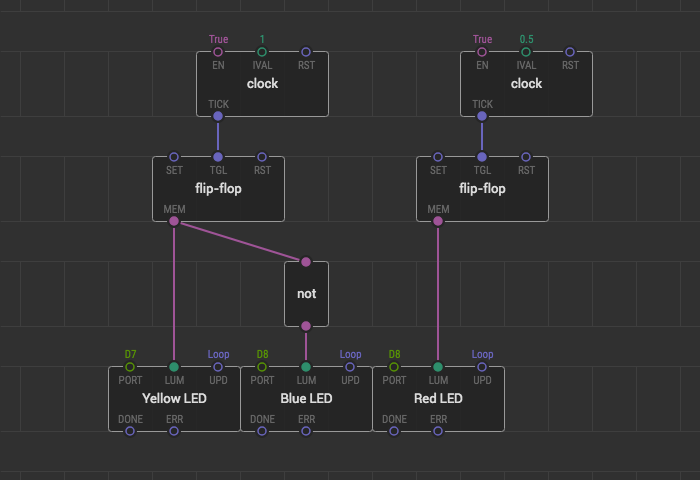 True 1 True 0.5
EN IVAL RST EN IVAL RST
clock clock
TICK TICK
SET TGL RST SET TGL RST
flip-flop flip-flop
MEM MEM
not
D7 Loop D8 Loop D8 Loop
PORT LUM UPD PORT LUM UPD PORT LUM UPD
Yellow LED Blue LED Red LED
DONE ERR DONE ERR DONE ERR